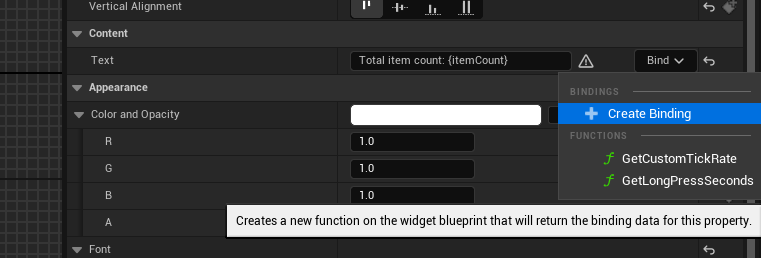 Vertical Alignment
Content
Text
Total item count: {itemCount}
Bind
BINDINGS
Create Binding
FUNCTIONS
GetCustomTickRate
GetLongPressSeconds
Appearance
Color and Opacity
R
1.0
G
1.0
B
1.0
A
Creates a new function on the widget blueprint that will return the binding data for this property.
Font